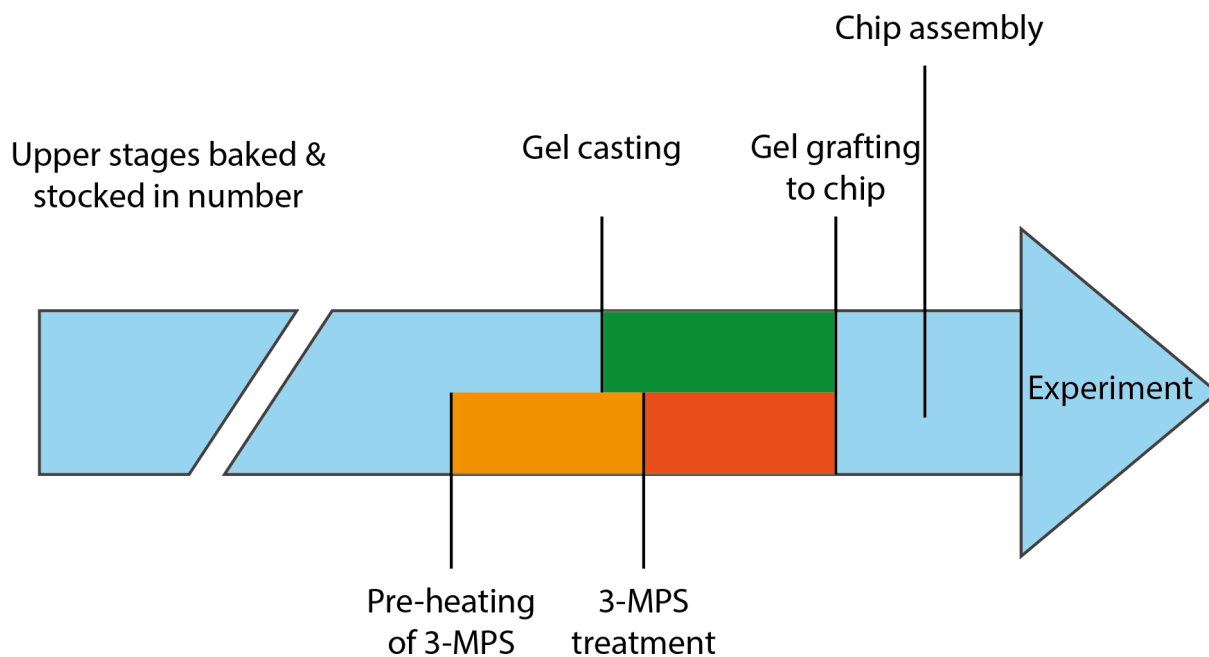 Chip assembly
Upper stages baked &
stocked in number
Gel casting
Gel grafting
to chip
Experiment
Pre-heating
of 3-MPS
3-MPS
treatment